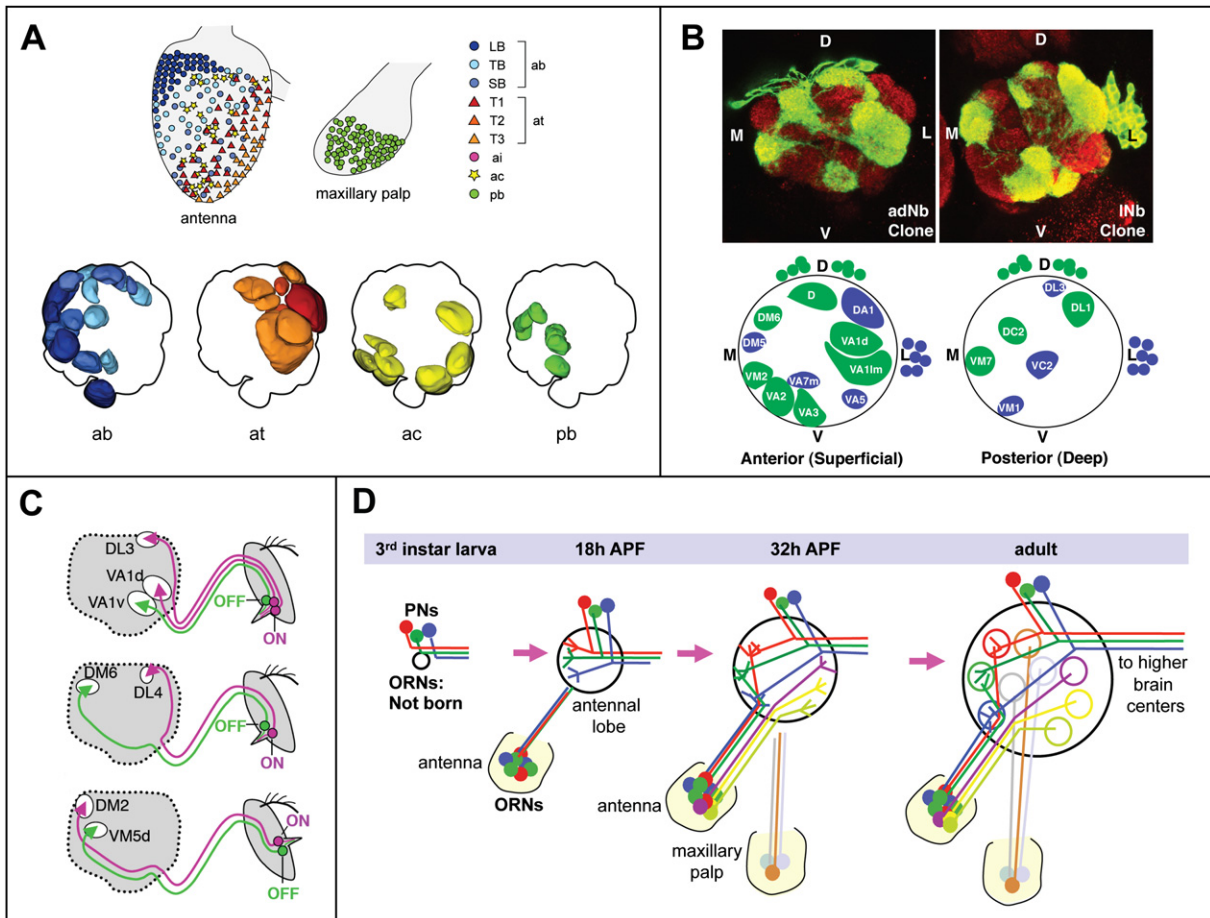 A
LB
TB
SB
ab
T1
T2
T3
at
ai
ac
pb
antenna
maxillary palp
ab
at
ac
pb
B
D
M
L
adNb
Clone
V
D
M
L
lNb
Clone
V
D
D
DA1
DM6
DM5
VA1d
M
L
VA1lm
VM2
VA7m
VA2
VA5
VA3
V
Anterior (Superficial)
D
DL3
DL1
DC2
M
L
VM7
VC2
VM1
V
Posterior (Deep)
C
DL3
VA1d
VA1v
OFF
ON
DM6
DL4
OFF
ON
DM2
VM5d
ON
OFF
D
3rd instar larva 18h APF 32h APF adult
PNs
ORNs:
Not born
antennal
lobe
antenna
ORNs
antenna
maxillary
palp
to higher
brain
centers